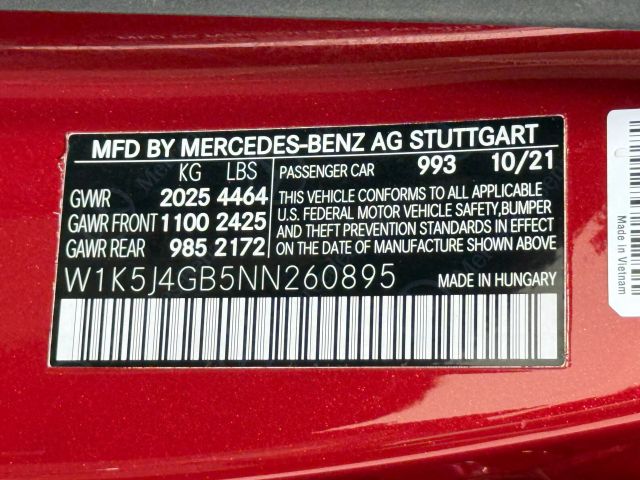 MFD BY MERCEDES-BENZ AG STUTTGART
KG LBS
PASSENGER CAR 993 10/21
GVWR 2025 4464
GAWR FRONT 1100 2425
GAWR REAR 985 2172
THIS VEHICLE CONFORMS TO ALL APPLICABLE
U.S. FEDERAL MOTOR VEHICLE SAFETY,BUMPER
AND THEFT PREVENTION STANDARDS IN EFFECT
ON THE DATE OF MANUFACTURE SHOWN ABOVE
W1K5J4GB5NN260895
MADE IN HUNGARY
Made In Vietnam